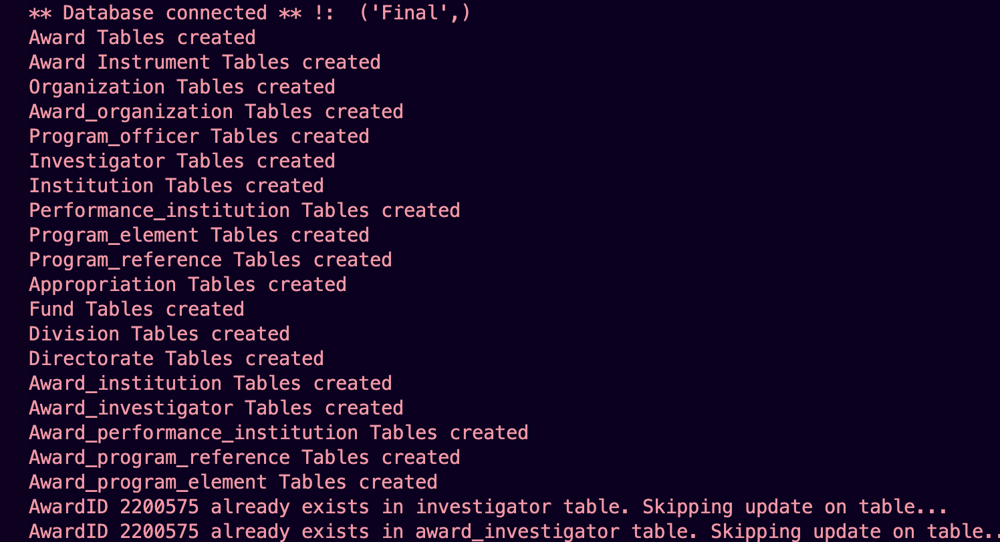 ** Database connected ** !:  ('Final',)
Award Tables created
Award Instrument Tables created
Organization Tables created
Award_organization Tables created
Program_officer Tables created
Investigator Tables created
Institution Tables created
Performance_institution Tables created
Program_element Tables created
Program_reference Tables created
Appropriation Tables created
Fund Tables created
Division Tables created
Directorate Tables created
Award_institution Tables created
Award_investigator Tables created
Award_performance_institution Tables created
Award_program_reference Tables created
Award_program_element Tables created
AwardID 2200575 already exists in investigator table. Skipping update on table...
AwardID 2200575 already exists in award_investigator table. Skipping update on table..